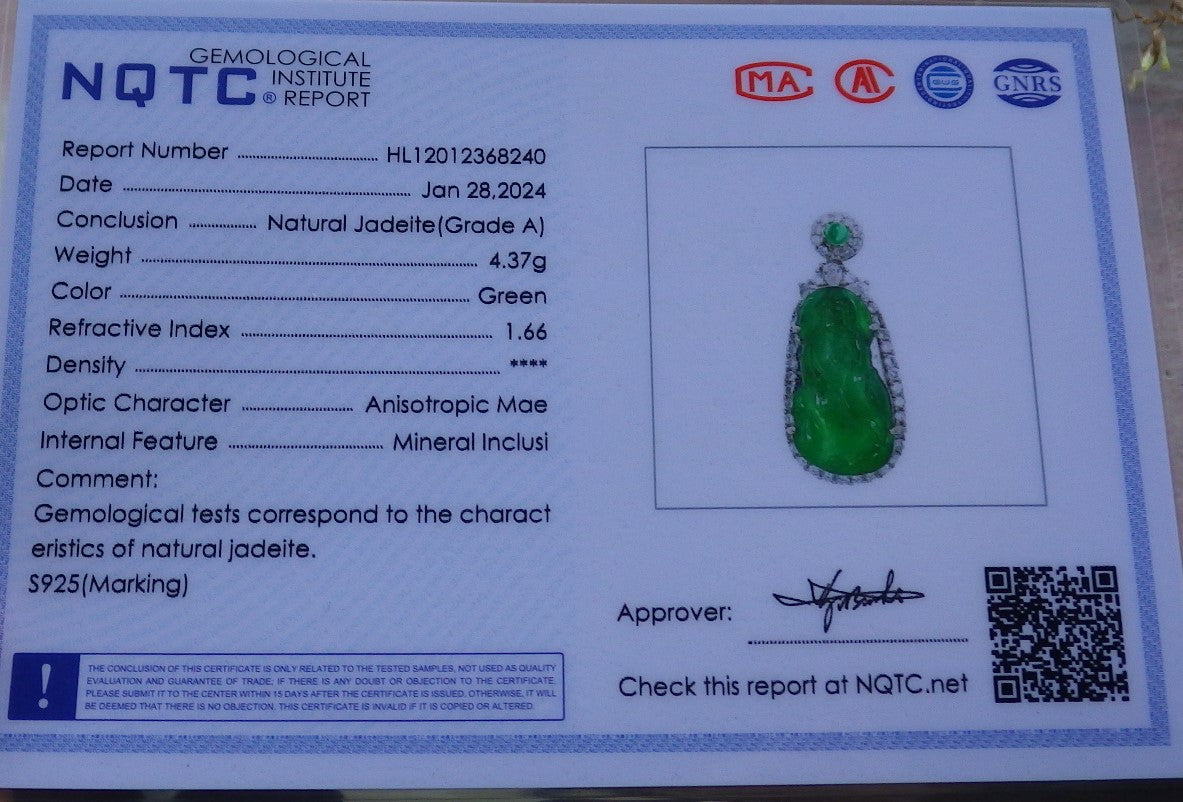 NQTC® GEMOLOGICAL INSTITUTE REPORT
MA AL GNRS
Report Number HL12012368240
Date Jan 28,2024
Conclusion Natural Jadeite(Grade A)
Weight 4.37g
Color Green
Refractive Index 1.66
Density ****
Optic Character Anisotropic Mae
Internal Feature Mineral Inclusi
Comment:
Gemological tests correspond to the charact
eristics of natural jadeite.
S925(Marking)
Approver:
Check this report at NQTC.net
! THE CONCLUSION OF THIS CERTIFICATE IS ONLY RELATED TO THE TESTED SAMPLES, NOT USED AS QUALITY
EVALUATION AND GUARANTEE OF TRADE; IF THERE IS ANY DOUBT OR OBJECTION TO THE CERTIFICATE,
PLEASE SUBMIT IT TO THE CENTER WITHIN 15 DAYS AFTER THE CERTIFICATE IS ISSUED. OTHERWISE, IT WILL
BE DEEMED THAT THERE IS NO OBJECTION. THIS CERTIFICATE IS INVALID IF IT IS COPIED OR ALTERED.